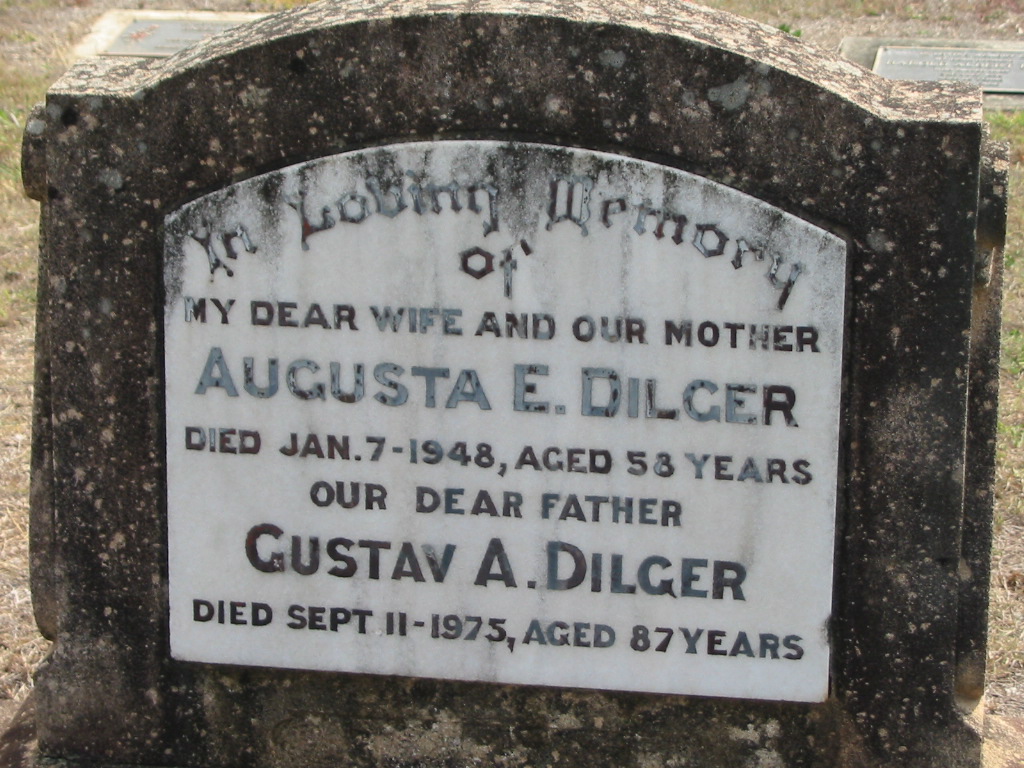 In Loving Memory
of
MY DEAR WIFE AND OUR MOTHER
AUGUSTA E. DILGER
DIED JAN. 7-1948, AGED 58 YEARS
OUR DEAR FATHER
GUSTAV A. DILGER
DIED SEPT 11-1975, AGED 87 YEARS